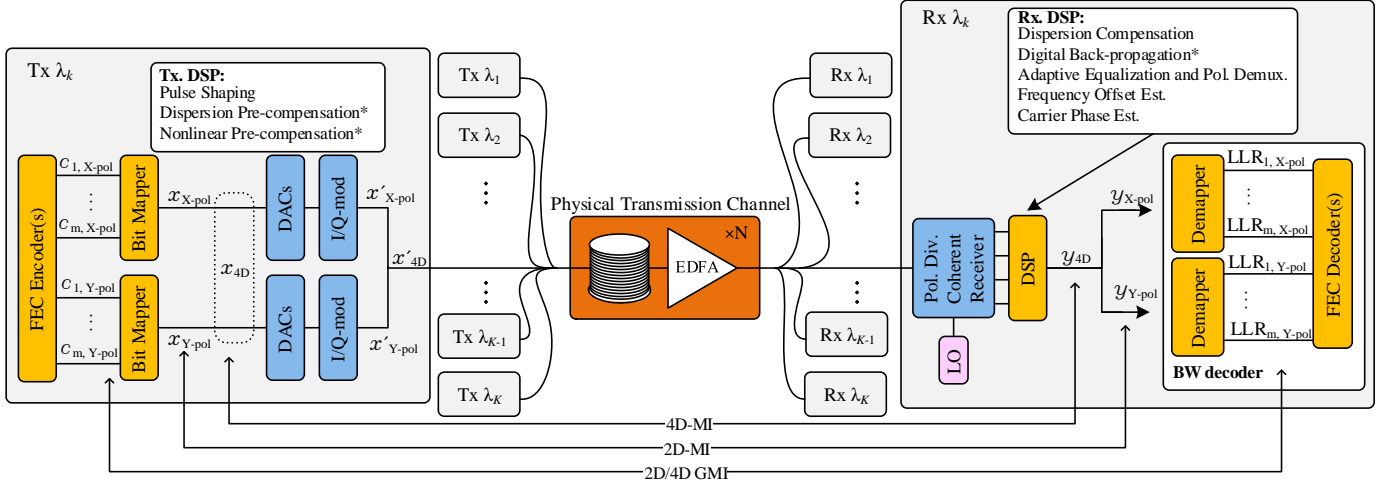 Tx λk
Tx. DSP:
Pulse Shaping
Dispersion Pre-compensation*
Nonlinear Pre-compensation*
FEC Encoder(s)
c1, X-pol
⋮
cm, X-pol
c1, Y-pol
⋮
cm, Y-pol
Bit Mapper
Bit Mapper
xX-pol
x4D
xY-pol
DACs
DACs
I/Q-mod
I/Q-mod
x′X-pol
x′4D
x′Y-pol
Tx λ1
Tx λ2
⋮
⋮
Tx λK-1
Tx λK
Physical Transmission Channel
×N
EDFA
Rx λ1
Rx λ2
⋮
⋮
Rx λK-1
Rx λK
Rx λk
Rx. DSP:
Dispersion Compensation
Digital Back-propagation*
Adaptive Equalization and Pol. Demux.
Frequency Offset Est.
Carrier Phase Est.
Pol. Div.
Coherent
Receiver
LO
DSP
y4D
yX-pol
yY-pol
Demapper
Demapper
LLR1, X-pol
⋮
LLRm, X-pol
LLR1, Y-pol
⋮
LLRm, Y-pol
FEC Decoder(s)
BW decoder
4D-MI
2D-MI
2D/4D GMI